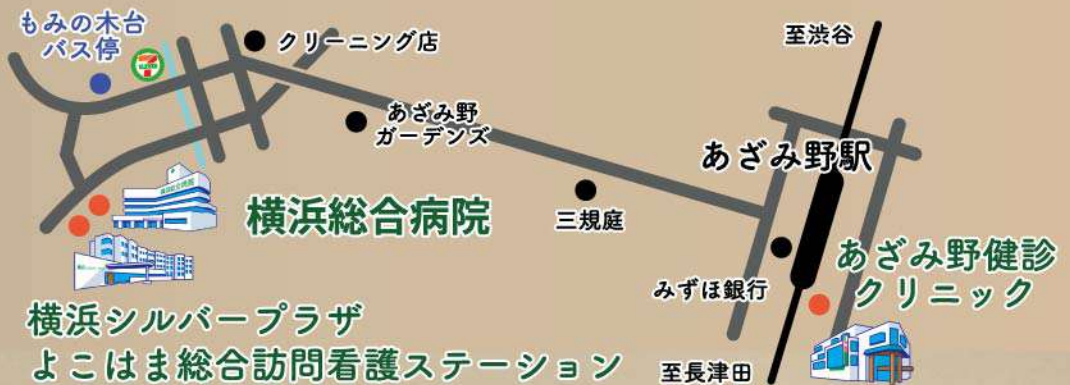 もみの木台
バス停
クリーニング店
至渋谷
あざみ野
ガーデンズ
あざみ野駅
横浜総合病院
三規庭
みずほ銀行
あざみ野健診
クリニック
横浜シルバープラザ
よこはま総合訪問看護ステーション
至長津田